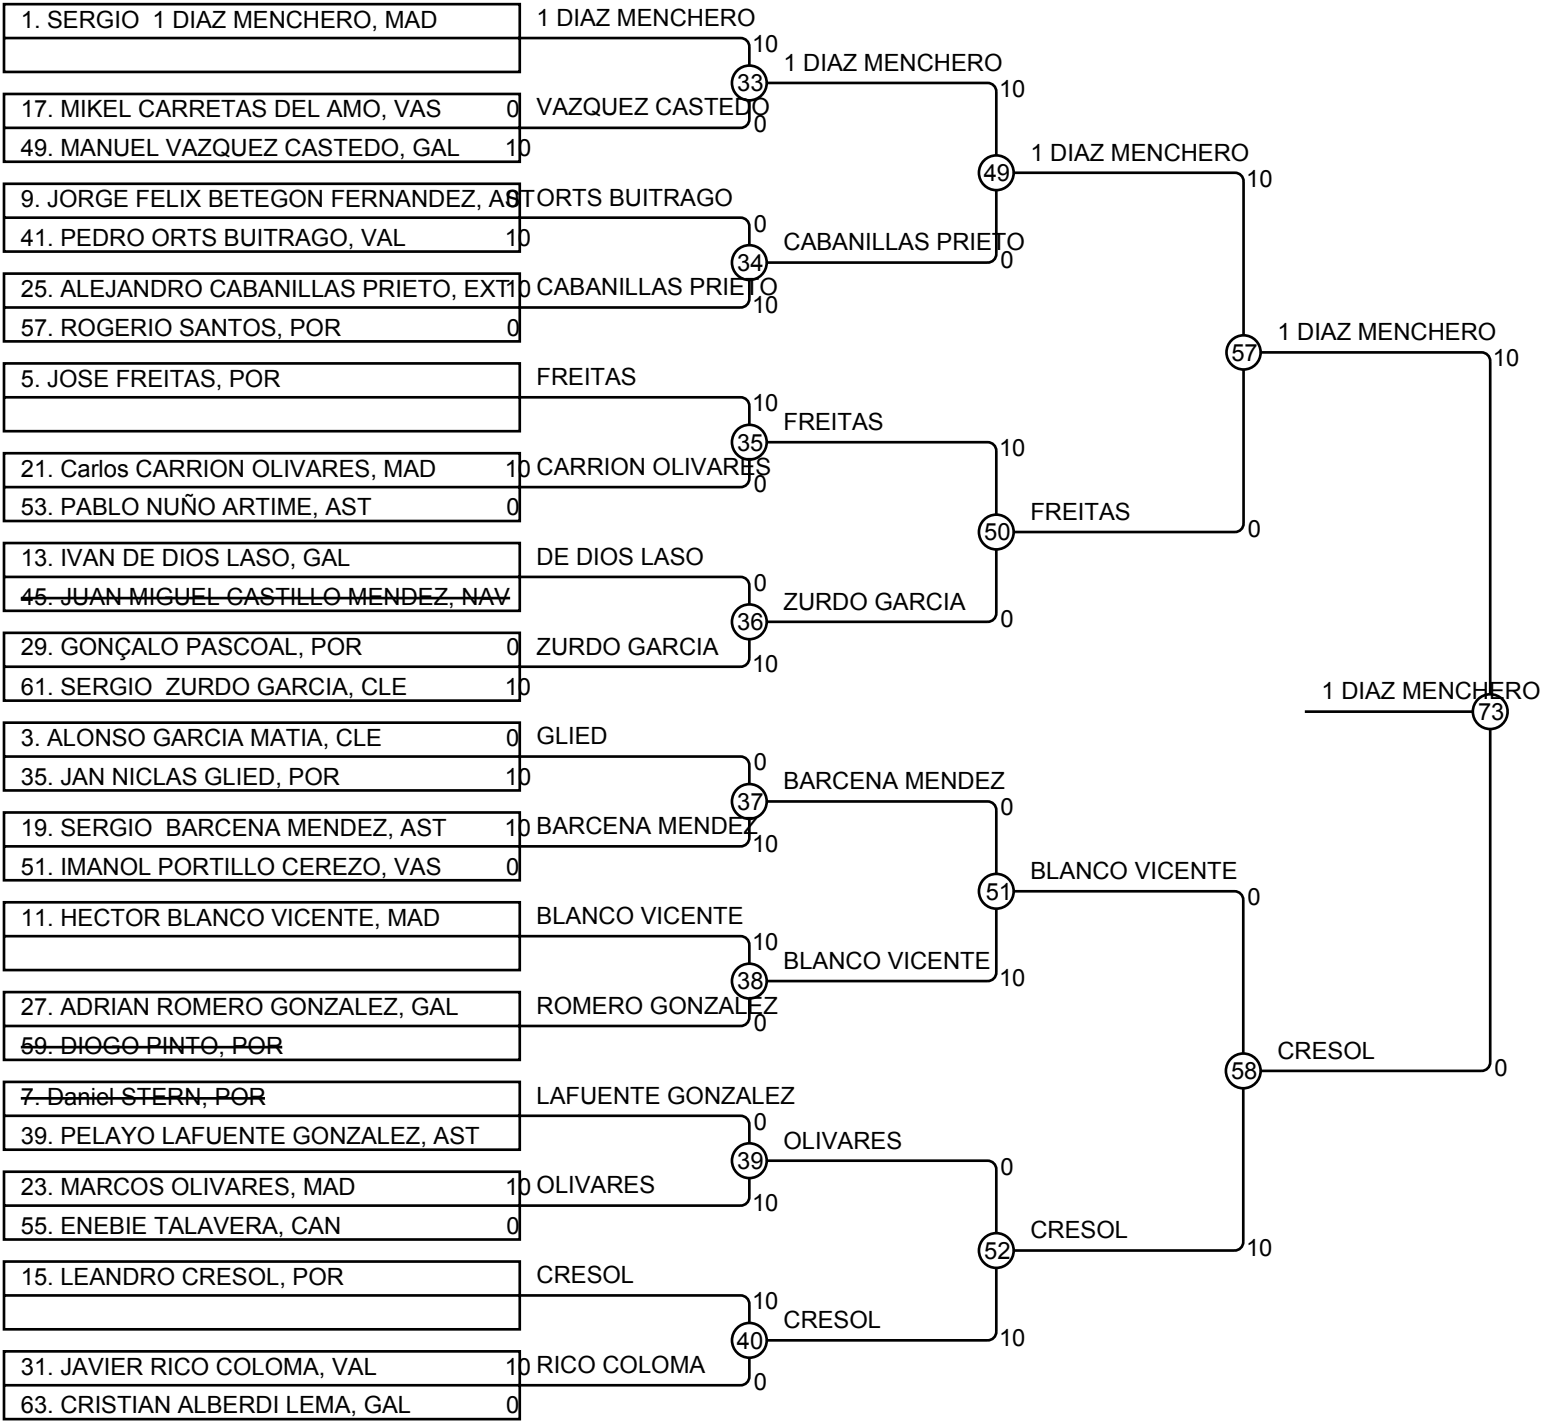 1. SERGIO  1 DIAZ MENCHERO, MAD
17. MIKEL CARRETAS DEL AMO, VAS 0
49. MANUEL VAZQUEZ CASTEDO, GAL 10
9. JORGE FELIX BETEGON FERNANDEZ, AST 0
41. PEDRO ORTS BUITRAGO, VAL 10
25. ALEJANDRO CABANILLAS PRIETO, EXT 10
57. ROGERIO SANTOS, POR 0
5. JOSE FREITAS, POR
21. Carlos CARRION OLIVARES, MAD 10
53. PABLO NUÑO ARTIME, AST 0
13. IVAN DE DIOS LASO, GAL
45. JUAN MIGUEL CASTILLO MENDEZ, NAV
29. GONÇALO PASCOAL, POR 0
61. SERGIO  ZURDO GARCIA, CLE 10
3. ALONSO GARCIA MATIA, CLE 0
35. JAN NICLAS GLIED, POR 10
19. SERGIO  BARCENA MENDEZ, AST 10
51. IMANOL PORTILLO CEREZO, VAS 0
11. HECTOR BLANCO VICENTE, MAD
27. ADRIAN ROMERO GONZALEZ, GAL
59. DIOGO PINTO, POR
7. Daniel STERN, POR
39. PELAYO LAFUENTE GONZALEZ, AST
23. MARCOS OLIVARES, MAD 10
55. ENEBIE TALAVERA, CAN 0
15. LEANDRO CRESOL, POR
31. JAVIER RICO COLOMA, VAL 10
63. CRISTIAN ALBERDI LEMA, GAL 0
1 DIAZ MENCHERO
10
33
VAZQUEZ CASTEDO
0
ORTS BUITRAGO
0
34
CABANILLAS PRIETO
10
FREITAS
10
35
CARRION OLIVARES
0
DE DIOS LASO
0
36
ZURDO GARCIA
10
GLIED
0
37
BARCENA MENDEZ
10
BLANCO VICENTE
10
38
ROMERO GONZALEZ
0
LAFUENTE GONZALEZ
0
39
OLIVARES
10
CRESOL
10
40
RICO COLOMA
0
1 DIAZ MENCHERO
10
49
CABANILLAS PRIETO
0
FREITAS
10
50
ZURDO GARCIA
0
BARCENA MENDEZ
0
51
BLANCO VICENTE
10
OLIVARES
0
52
CRESOL
10
1 DIAZ MENCHERO
10
57
FREITAS
0
BLANCO VICENTE
0
58
CRESOL
10
1 DIAZ MENCHERO
10
1 DIAZ MENCHERO
73
CRESOL
0